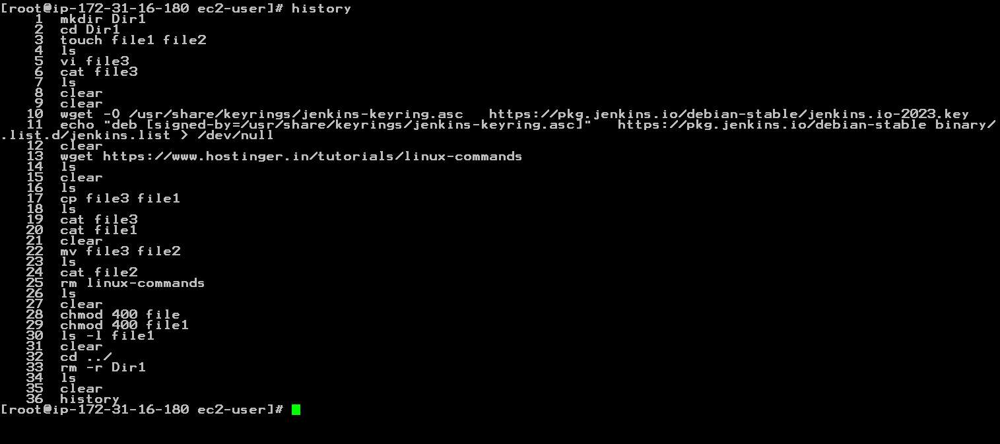 [root@ip-172-31-16-180 ec2-user]# history
    1  mkdir Dir1
    2  cd Dir1
    3  touch file1 file2
    4  ls
    5  vi file3
    6  cat file3
    7  ls
    8  clear
    9  clear
   10  wget -O /usr/share/keyrings/jenkins-keyring.asc   https://pkg.jenkins.io/debian-stable/jenkins.io-2023.key
   11  echo "deb [signed-by=/usr/share/keyrings/jenkins-keyring.asc]"   https://pkg.jenkins.io/debian-stable binary/
.list.d/jenkins.list > /dev/null
   12  clear
   13  wget https://www.hostinger.in/tutorials/linux-commands
   14  ls
   15  clear
   16  ls
   17  cp file3 file1
   18  ls
   19  cat file3
   20  cat file1
   21  clear
   22  mv file3 file2
   23  ls
   24  cat file2
   25  rm linux-commands
   26  ls
   27  clear
   28  chmod 400 file
   29  chmod 400 file1
   30  ls -l file1
   31  clear
   32  cd ../
   33  rm -r Dir1
   34  ls
   35  clear
   36  history
[root@ip-172-31-16-180 ec2-user]#